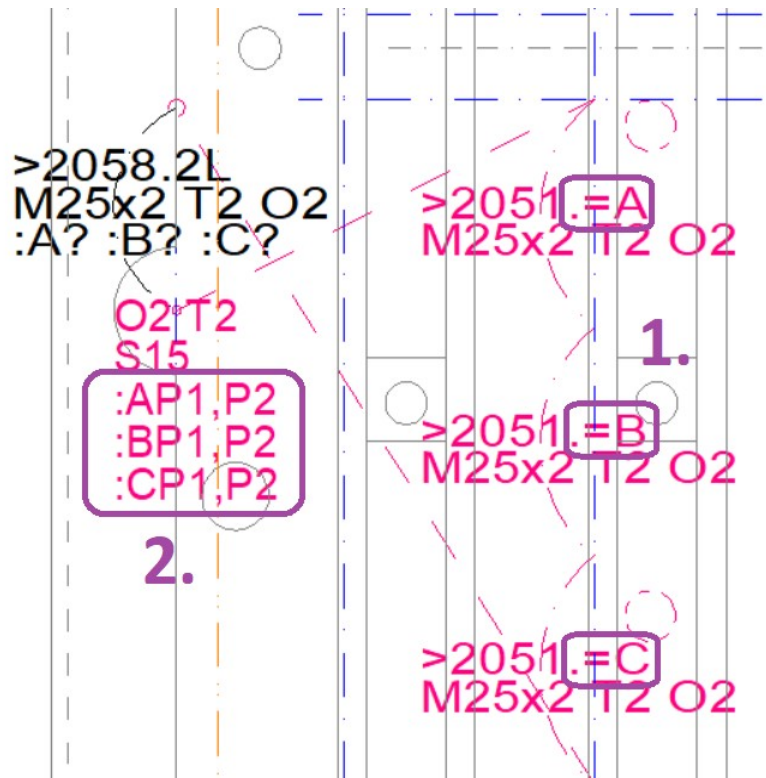 >2058.2L
M25x2 T2 O2
:A? :B? :C?
O2 T2
S15
:AP1,P2
:BP1,P2
:CP1,P2
2.
>2051.=A
M25x2 T2 O2
1.
>2051.=B
M25x2 T2 O2
>2051.=C
M25x2 T2 O2